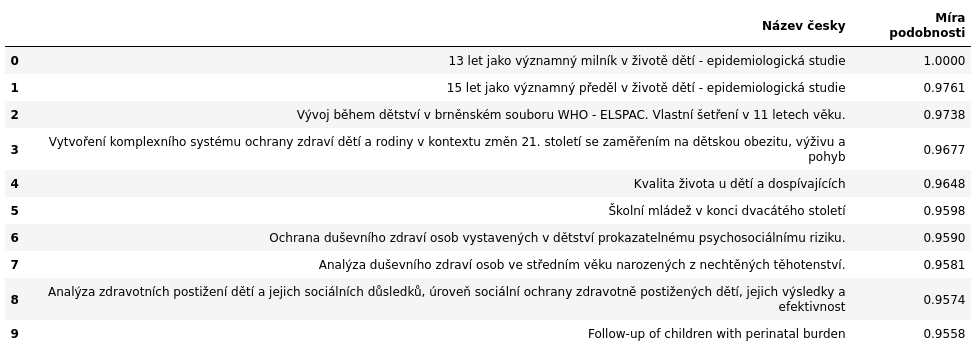 Název česky Míra podobnosti
0 13 let jako významný milník v životě dětí - epidemiologická studie 1.0000
1 15 let jako významný předěl v životě dětí - epidemiologická studie 0.9761
2 Vývoj během dětství v brněnském souboru WHO - ELSPAC. Vlastní šetření v 11 letech věku. 0.9738
3 Vytvoření komplexního systému ochrany zdraví dětí a rodiny v kontextu změn 21. století se zaměřením na dětskou obezitu, výživu a
pohyb 0.9677
4 Kvalita života u dětí a dospívajících 0.9648
5 Školní mládež v konci dvacátého století 0.9598
6 Ochrana duševního zdraví osob vystavených v dětství prokazatelnému psychosociálnímu riziku. 0.9590
7 Analýza duševního zdraví osob ve středním věku narozených z nechtěných těhotenství. 0.9581
8 Analýza zdravotních postižení dětí a jejich sociálních důsledků, úroveň sociální ochrany zdravotně postižených dětí, jejich výsledky a
efektivnost 0.9574
9 Follow-up of children with perinatal burden 0.9558